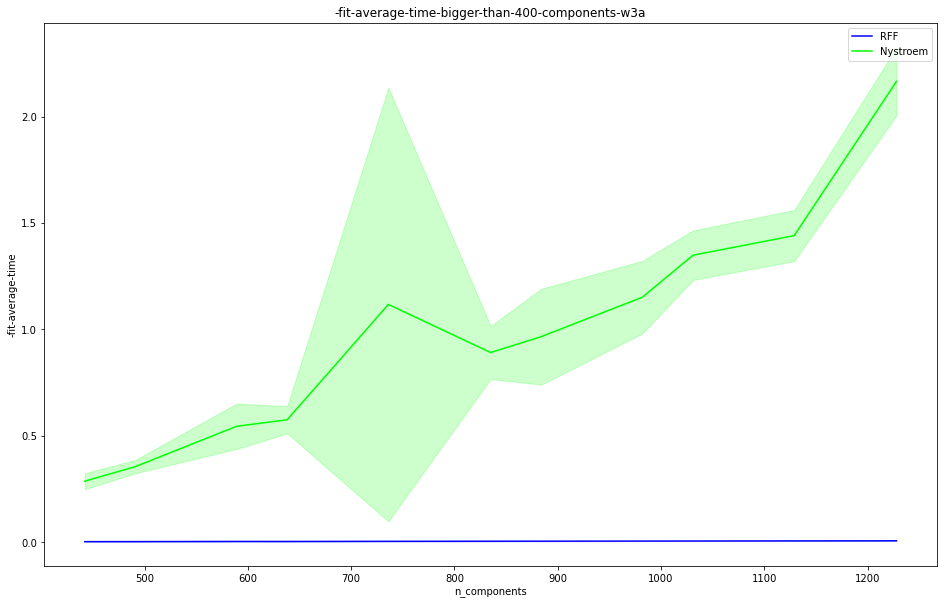 -fit-average-time-bigger-than-400-components-w3a
RFF
Nystroem
2.0
1.5
1.0
0.5
0.0
-fit-average-time
500 600 700 800 900 1000 1100 1200
n_components